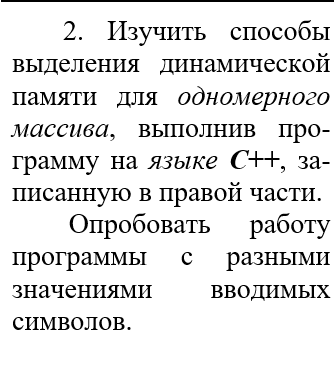 2. Изучить способы
выделения динамической
памяти для одномерного
массива, выполнив про-
грамму на языке C++, за-
писанную в правой части.
Опробовать работу
программы с разными
значениями вводимых
символов.